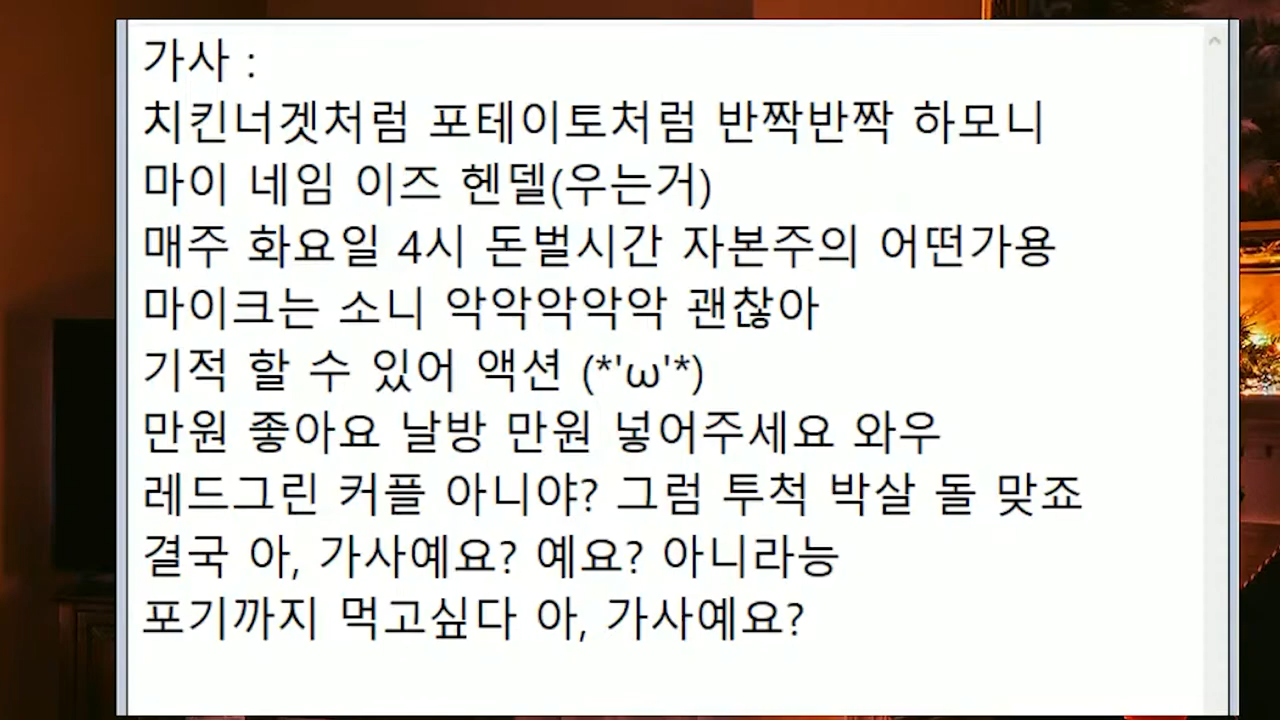 가사 :
치킨너겟처럼 포테이토처럼 반짝반짝 하모니
마이 네임 이즈 헨델(우는거)
매주 화요일 4시 돈벌시간 자본주의 어떤가용
마이크는 소니 악악악악악 괜찮아
기적 할 수 있어 액션 (*'ω'*)
만원 좋아요 날방 만원 넣어주세요 와우
레드그린 커플 아니야? 그럼 투척 박살 돌 맞죠
결국 아, 가사예요? 예요? 아니라능
포기까지 먹고싶다 아, 가사예요?